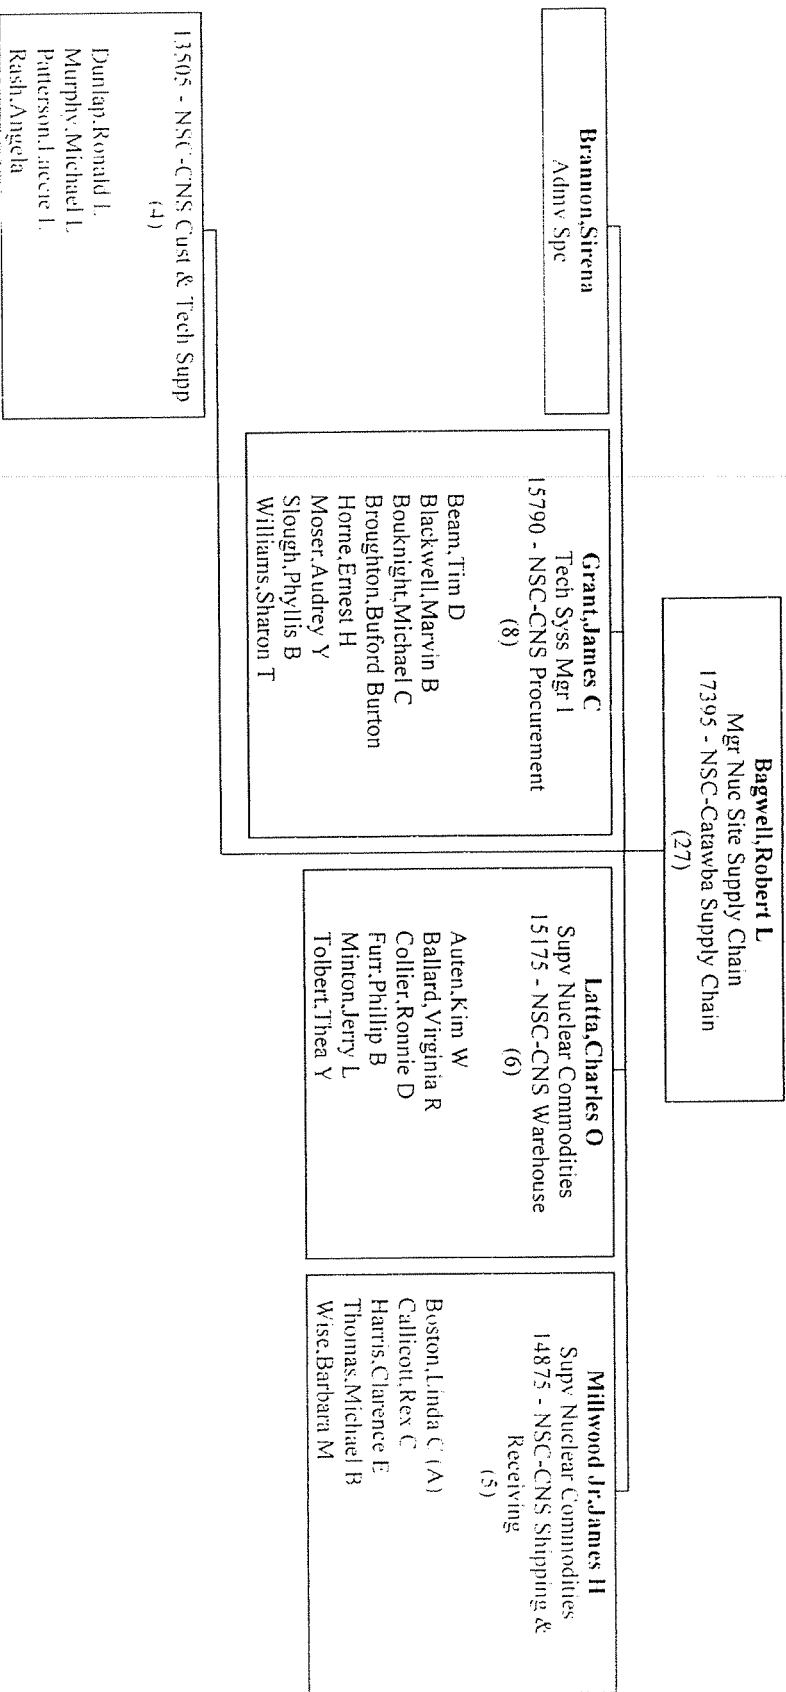 Bagwell,Robert L
Mgr Nuc Site Supply Chain
17395 - NSC-Catawba Supply Chain
(27)
Brannon,Sirena
Admv Spc
Grant,James C
Tech Syss Mgr I
15790 - NSC-CNS Procurement
(8)
Beam,Tim D
Blackwell,Marvin B
Bouknight,Michael C
Broughton,Buford Burton
Horne,Ernest H
Moser,Audrey Y
Slough,Phyllis B
Williams,Sharon T
Latta,Charles O
Supv Nuclear Commodities
15175 - NSC-CNS Warehouse
(6)
Auten,Kim W
Ballard,Virginia R
Collier,Ronnie D
Furr,Phillip B
Minton,Jerry L
Tolbert,Thea Y
Millwood Jr,James H
Supv Nuclear Commodities
14875 - NSC-CNS Shipping &
Receiving
(5)
Boston,Linda C (A)
Callicott,Rex C
Harris,Clarence E
Thomas,Michael B
Wise,Barbara M
13505 - NSC-CNS Cust & Tech Supp
(4)
Dunlap,Ronald L
Murphy,Michael L
Patterson,Luccie L
Rash,Angela